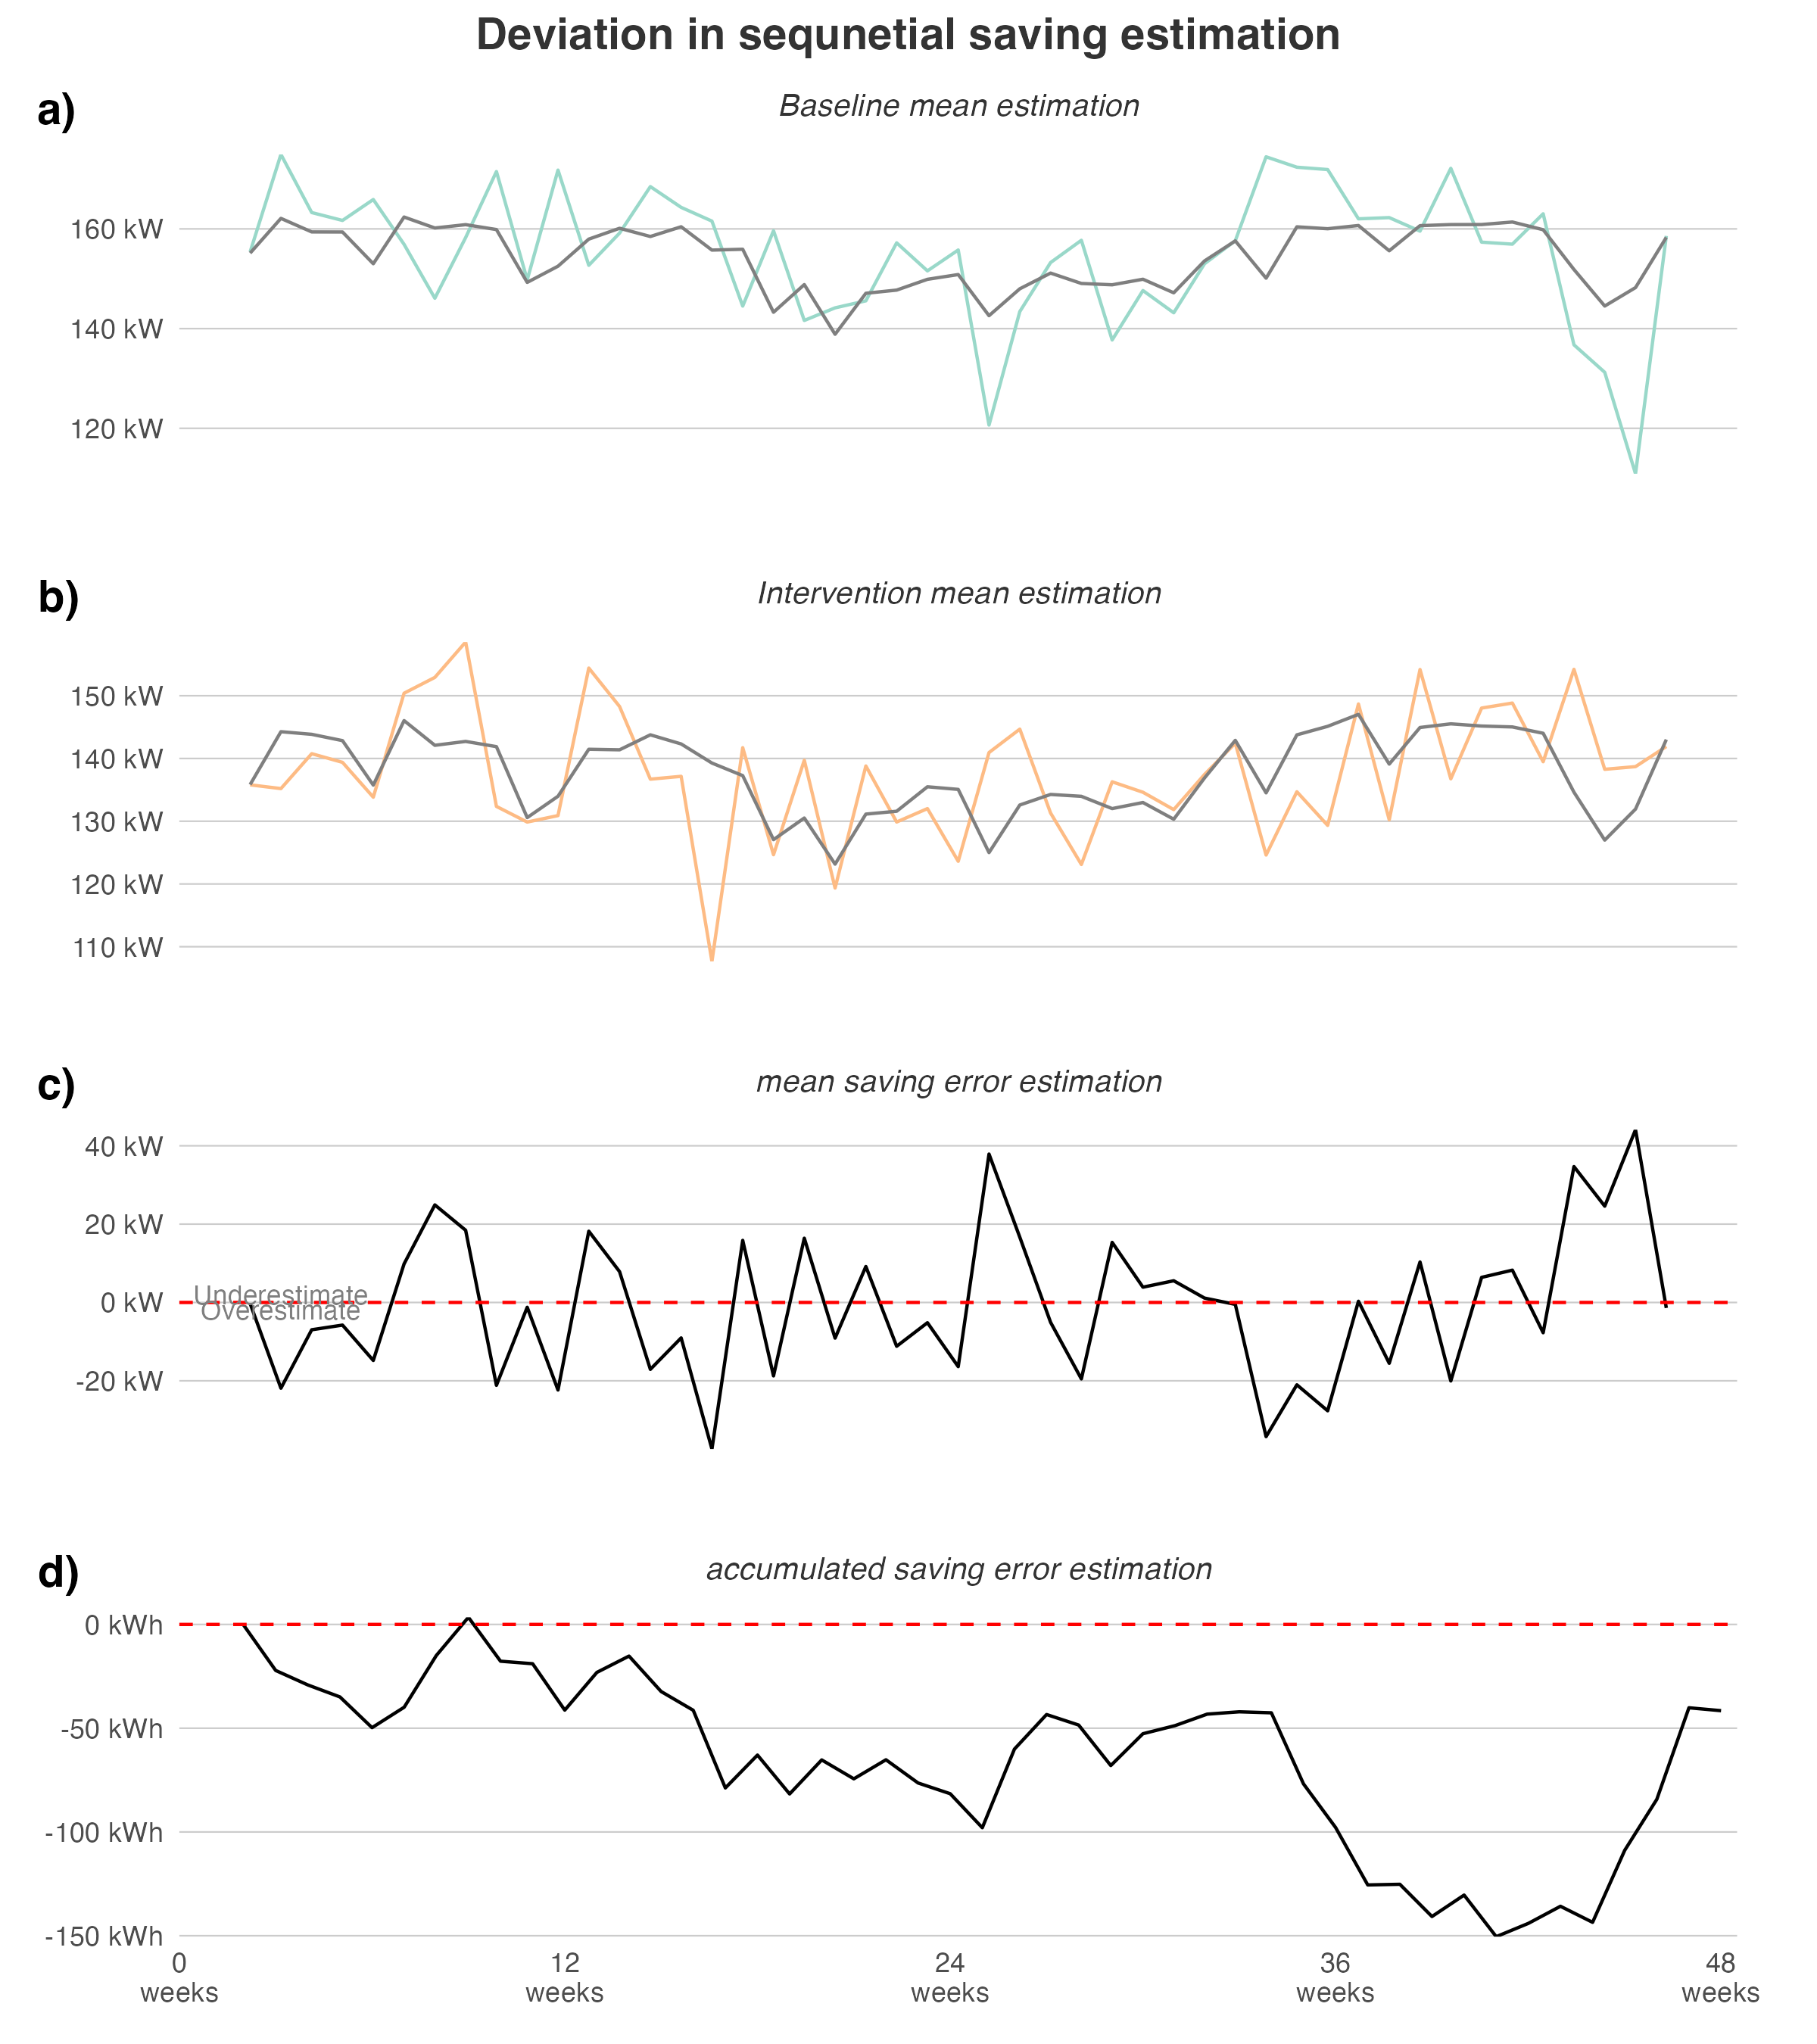 Deviation in sequnetial saving estimation
a)
Baseline mean estimation
160 kW
140 kW
120 kW
b)
Intervention mean estimation
150 kW
140 kW
130 kW
120 kW
110 kW
c)
mean saving error estimation
40 kW
20 kW
Underestimate
0 kW
Overestimate
-20 kW
d)
accumulated saving error estimation
0 kWh
-50 kWh
-100 kWh
-150 kWh
0 12 24 36 48
weeks weeks weeks weeks weeks